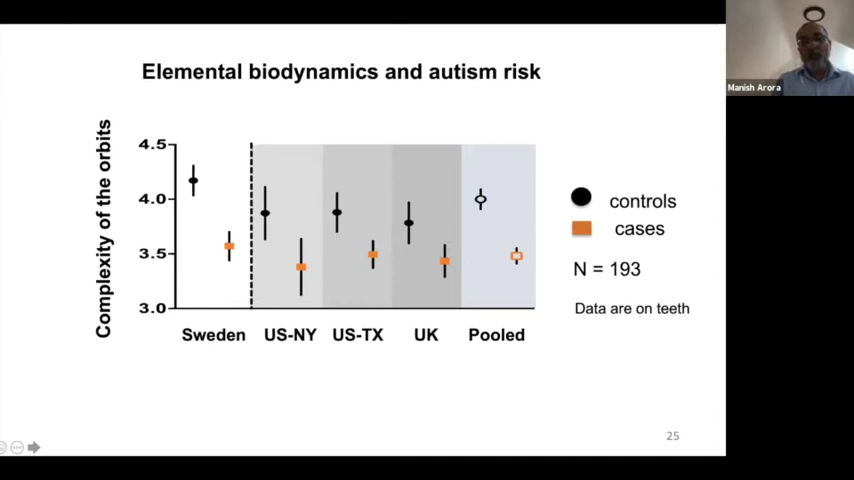 Manish Arora
Elemental biodynamics and autism risk
Complexity of the orbits
4.5
4.0
3.5
3.0
Sweden
US-NY
US-TX
UK
Pooled
controls
cases
N = 193
Data are on teeth
25